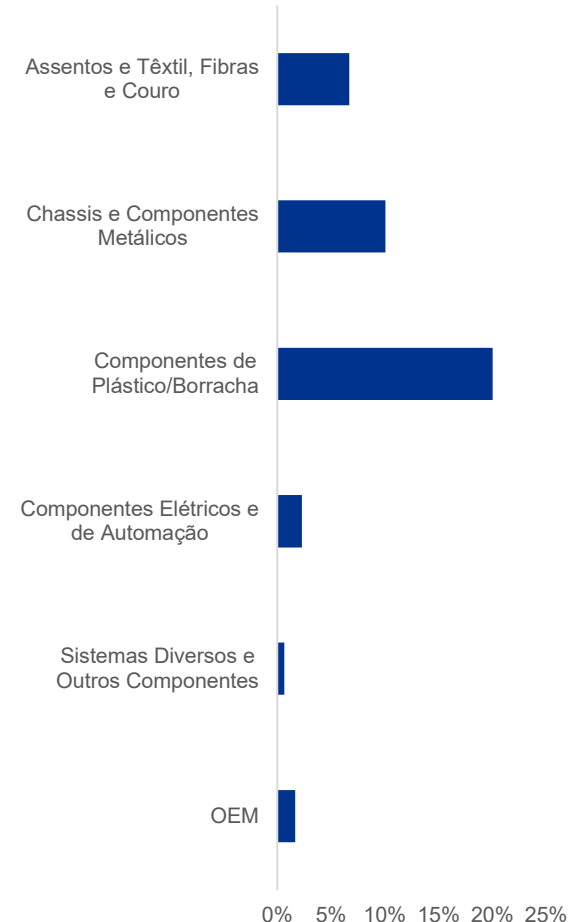 Assentos e Têxtil, Fibras
e Couro
Chassis e Componentes
Metálicos
Componentes de
Plástico/Borracha
Componentes Elétricos e
de Automação
Sistemas Diversos e
Outros Componentes
OEM
0% 5% 10% 15% 20% 25%